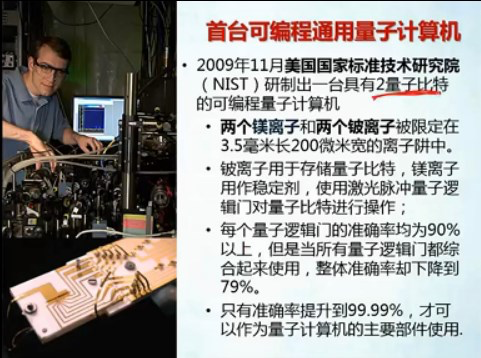 首台可编程通用量子计算机
• 2009年11月美国国家标准技术研究院
（NIST）研制出一台具有2量子比特
的可编程量子计算机
• 两个镁离子和两个铍离子被限定在
3.5毫米长200微米宽的离子阱中。
• 铍离子用于存储量子比特，镁离子
用作稳定剂，使用激光脉冲量子逻
辑门对量子比特进行操作；
• 每个量子逻辑门的准确率均为90%
以上，但是当所有量子逻辑门都综
合起来使用，整体准确率却下降到
79%。
• 只有准确率提升到99.99%，才可
以作为量子计算机的主要部件使用.